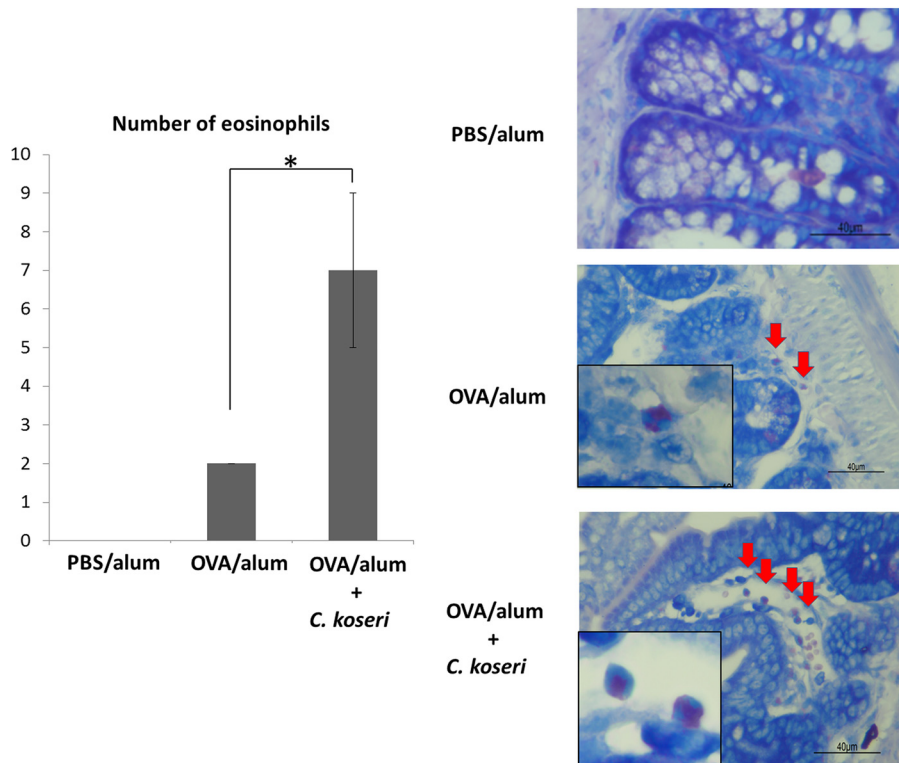 Number of eosinophils
10
9
8
7
6
5
4
3
2
1
0
*
PBS/alum
OVA/alum
OVA/alum
+
C. koseri
PBS/alum
40µm
OVA/alum
40µm
OVA/alum
+
C. koseri
40µm